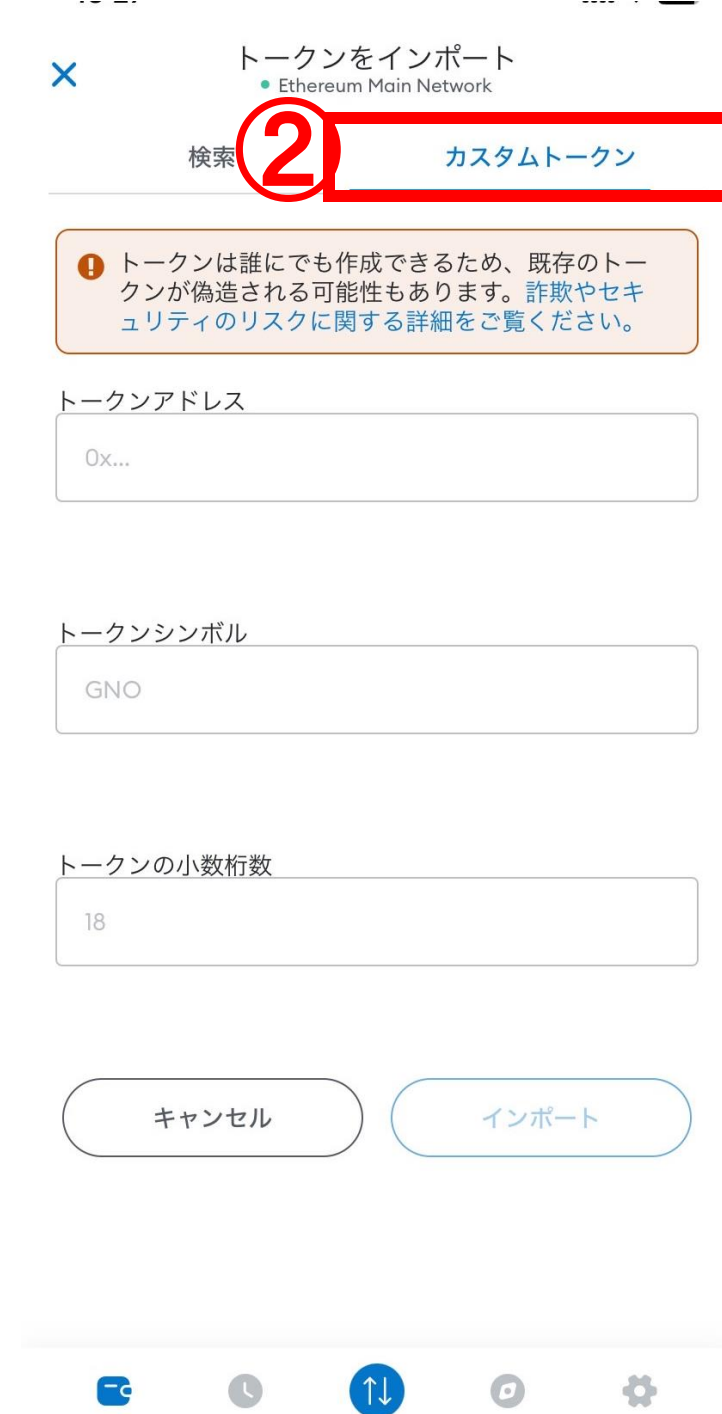 トークンをインポート
Ethereum Main Network
検索
②
カスタムトークン
トークンは誰にでも作成できるため、既存のトー
クンが偽造される可能性もあります。詐欺やセキ
ュリティのリスクに関する詳細をご覧ください。
トークンアドレス
0x...
トークンシンボル
GNO
トークンの小数桁数
18
キャンセル
インポート